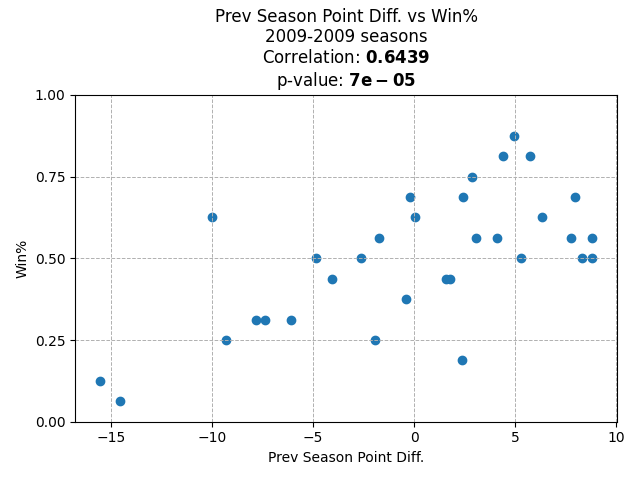 Prev Season Point Diff. vs Win%
2009-2009 seasons
Correlation: 0.6439
p-value: 7e − 05
1.00
0.75
0.50
0.25
0.00
Win%
−15
−10
−5
0
5
10
Prev Season Point Diff.